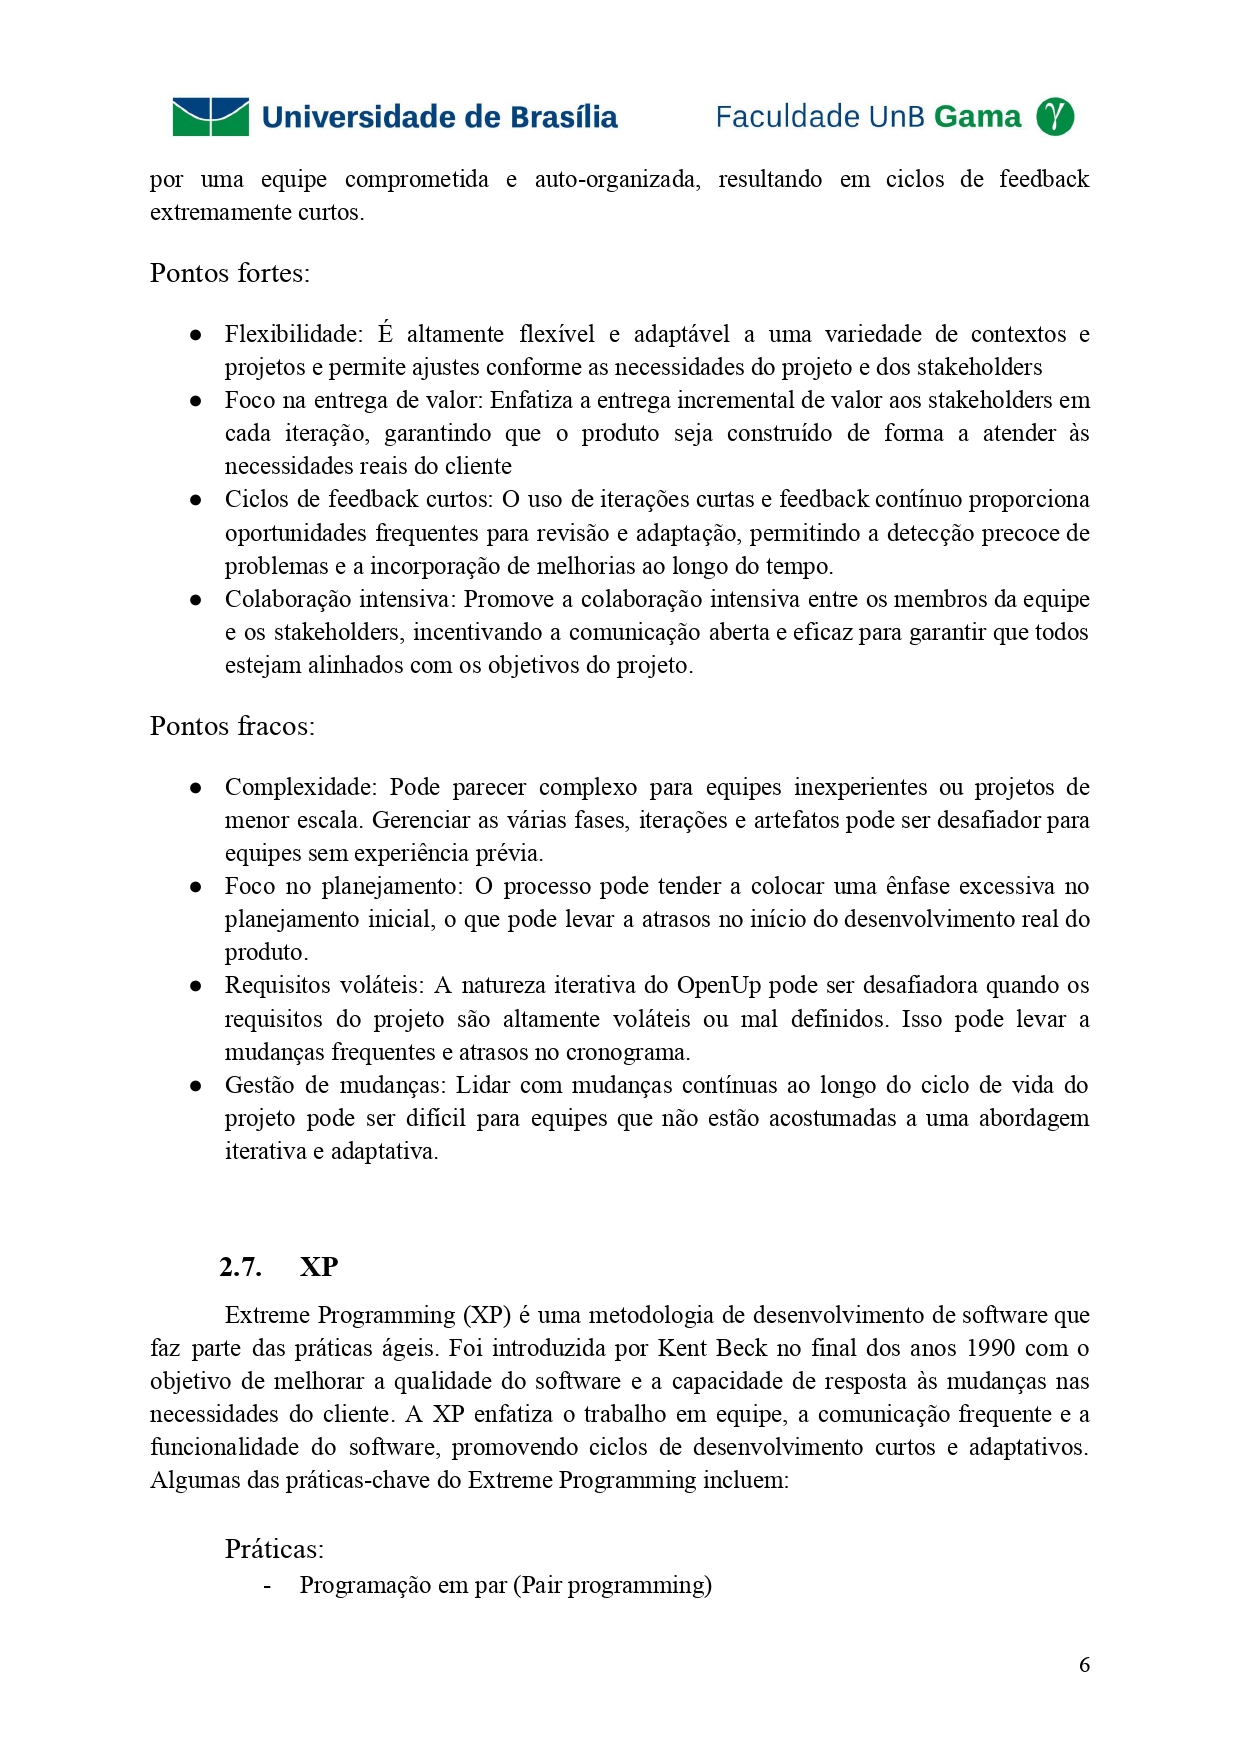 Universidade de Brasília
Faculdade UnB Gama
por uma equipe comprometida e auto-organizada, resultando em ciclos de feedback
extremamente curtos.
Pontos fortes:
● Flexibilidade: É altamente flexível e adaptável a uma variedade de contextos e
projetos e permite ajustes conforme as necessidades do projeto e dos stakeholders
● Foco na entrega de valor: Enfatiza a entrega incremental de valor aos stakeholders em
cada iteração, garantindo que o produto seja construído de forma a atender às
necessidades reais do cliente
● Ciclos de feedback curtos: O uso de iterações curtas e feedback contínuo proporciona
oportunidades frequentes para revisão e adaptação, permitindo a detecção precoce de
problemas e a incorporação de melhorias ao longo do tempo.
● Colaboração intensiva: Promove a colaboração intensiva entre os membros da equipe
e os stakeholders, incentivando a comunicação aberta e eficaz para garantir que todos
estejam alinhados com os objetivos do projeto.
Pontos fracos:
● Complexidade: Pode parecer complexo para equipes inexperientes ou projetos de
menor escala. Gerenciar as várias fases, iterações e artefatos pode ser desafiador para
equipes sem experiência prévia.
● Foco no planejamento: O processo pode tender a colocar uma ênfase excessiva no
planejamento inicial, o que pode levar a atrasos no início do desenvolvimento real do
produto.
● Requisitos voláteis: A natureza iterativa do OpenUp pode ser desafiadora quando os
requisitos do projeto são altamente voláteis ou mal definidos. Isso pode levar a
mudanças frequentes e atrasos no cronograma.
● Gestão de mudanças: Lidar com mudanças contínuas ao longo do ciclo de vida do
projeto pode ser difícil para equipes que não estão acostumadas a uma abordagem
iterativa e adaptativa.
2.7. XP
Extreme Programming (XP) é uma metodologia de desenvolvimento de software que
faz parte das práticas ágeis. Foi introduzida por Kent Beck no final dos anos 1990 com o
objetivo de melhorar a qualidade do software e a capacidade de resposta às mudanças nas
necessidades do cliente. A XP enfatiza o trabalho em equipe, a comunicação frequente e a
funcionalidade do software, promovendo ciclos de desenvolvimento curtos e adaptativos.
Algumas das práticas-chave do Extreme Programming incluem:
Práticas:
- Programação em par (Pair programming)
6